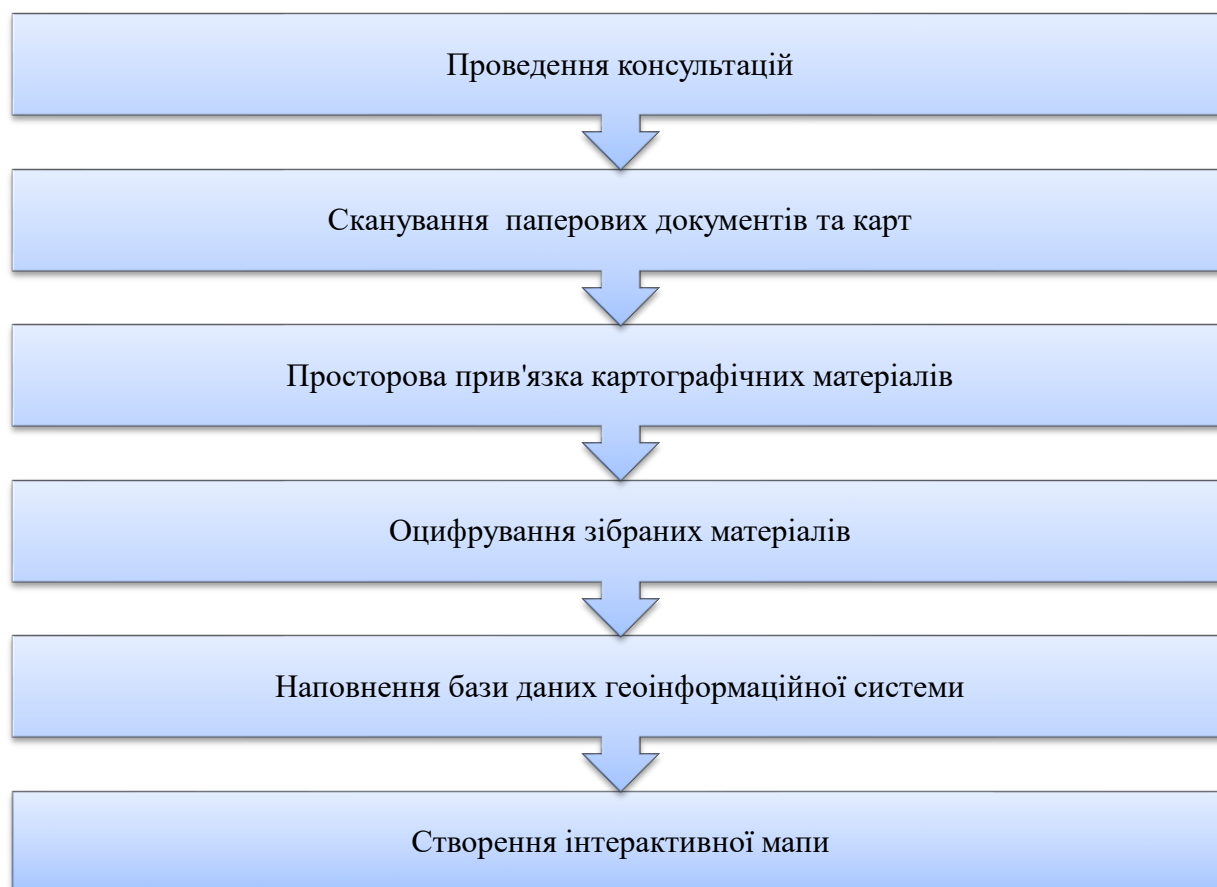 Проведення консультацій
Сканування  паперових документів та карт
Просторова прив'язка картографічних матеріалів
Оцифрування зібраних матеріалів
Наповнення бази даних геоінформаційної системи
Створення інтерактивної мапи